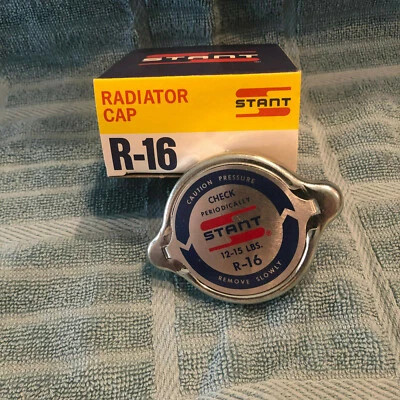 STANT
RADIATOR
CAP
STANT
R-16
CAUTION PRESSURE
CHECK
PERIODICALLY
STANT
®
12-15 LBS.
R-16
REMOVE SLOWLY